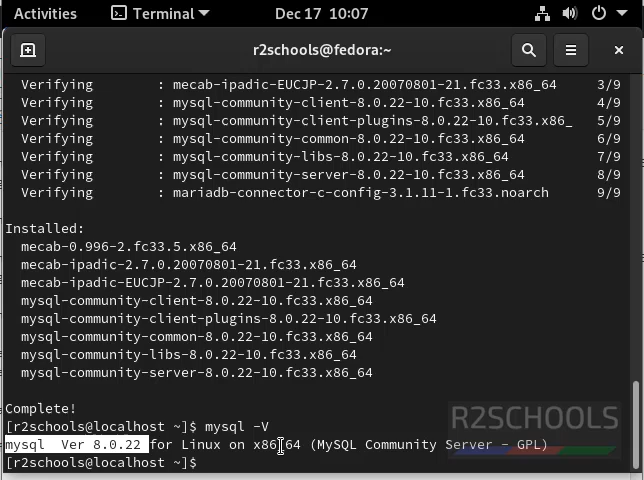 Activities Terminal Dec 17 10:07
r2schools@fedora:~
Verifying : mecab-ipadic-EUCJP-2.7.0.20070801-21.fc33.x86_64 3/9
Verifying : mysql-community-client-8.0.22-10.fc33.x86_64 4/9
Verifying : mysql-community-client-plugins-8.0.22-10.fc33.x86_ 5/9
Verifying : mysql-community-common-8.0.22-10.fc33.x86_64 6/9
Verifying : mysql-community-libs-8.0.22-10.fc33.x86_64 7/9
Verifying : mysql-community-server-8.0.22-10.fc33.x86_64 8/9
Verifying : mariadb-connector-c-config-3.1.11-1.fc33.noarch 9/9
Installed:
mecab-0.996-2.fc33.5.x86_64
mecab-ipadic-2.7.0.20070801-21.fc33.x86_64
mecab-ipadic-EUCJP-2.7.0.20070801-21.fc33.x86_64
mysql-community-client-8.0.22-10.fc33.x86_64
mysql-community-client-plugins-8.0.22-10.fc33.x86_64
mysql-community-common-8.0.22-10.fc33.x86_64
mysql-community-libs-8.0.22-10.fc33.x86_64
mysql-community-server-8.0.22-10.fc33.x86_64
Complete!
[r2schools@localhost ~]$ mysql -V
mysql Ver 8.0.22 for Linux on x86_64 (MySQL Community Server - GPL)
[r2schools@localhost ~]$
R2SCHOOLS